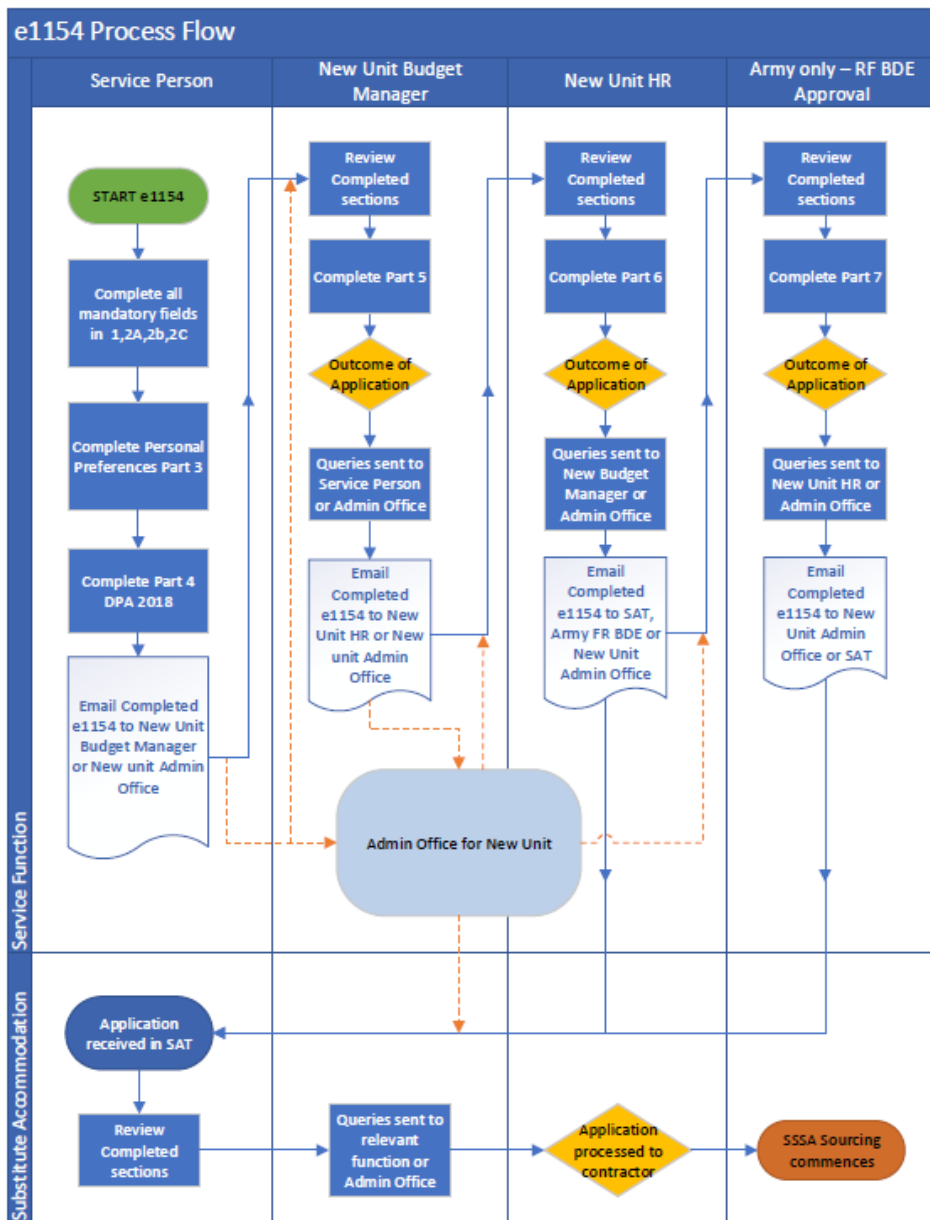 e1154 Process Flow
Service Person
New Unit Budget
Manager
New Unit HR
Army only – RF BDE
Approval
START e1154
Complete all
mandatory fields
in 1,2A,2b,2C
Complete Personal
Preferences Part 3
Complete Part 4
DPA 2018
Email Completed
e1154 to New Unit
Budget Manager
or New unit Admin
Office
Review
Completed
sections
Complete Part 5
Outcome of
Application
Queries sent to
Service Person
or Admin Office
Email
Completed
e1154 to New
Unit HR or New
unit Admin
Office
Review
Completed
sections
Complete Part 6
Outcome of
Application
Queries sent to
New Budget
Manager or
Admin Office
Email
Completed
e1154 to SAT,
Army FR BDE or
New Unit
Admin Office
Review
Completed
sections
Complete Part 7
Outcome of
Application
Queries sent to
New Unit HR or
Admin Office
Email
Completed
e1154 to New
Unit Admin
Office or SAT
Admin Office for New Unit
Service Function
Substitute Accommodation
Application
received in SAT
Review
Completed
sections
Queries sent to
relevant
function or
Admin Office
Application
processed to
contractor
SSSA Sourcing
commences